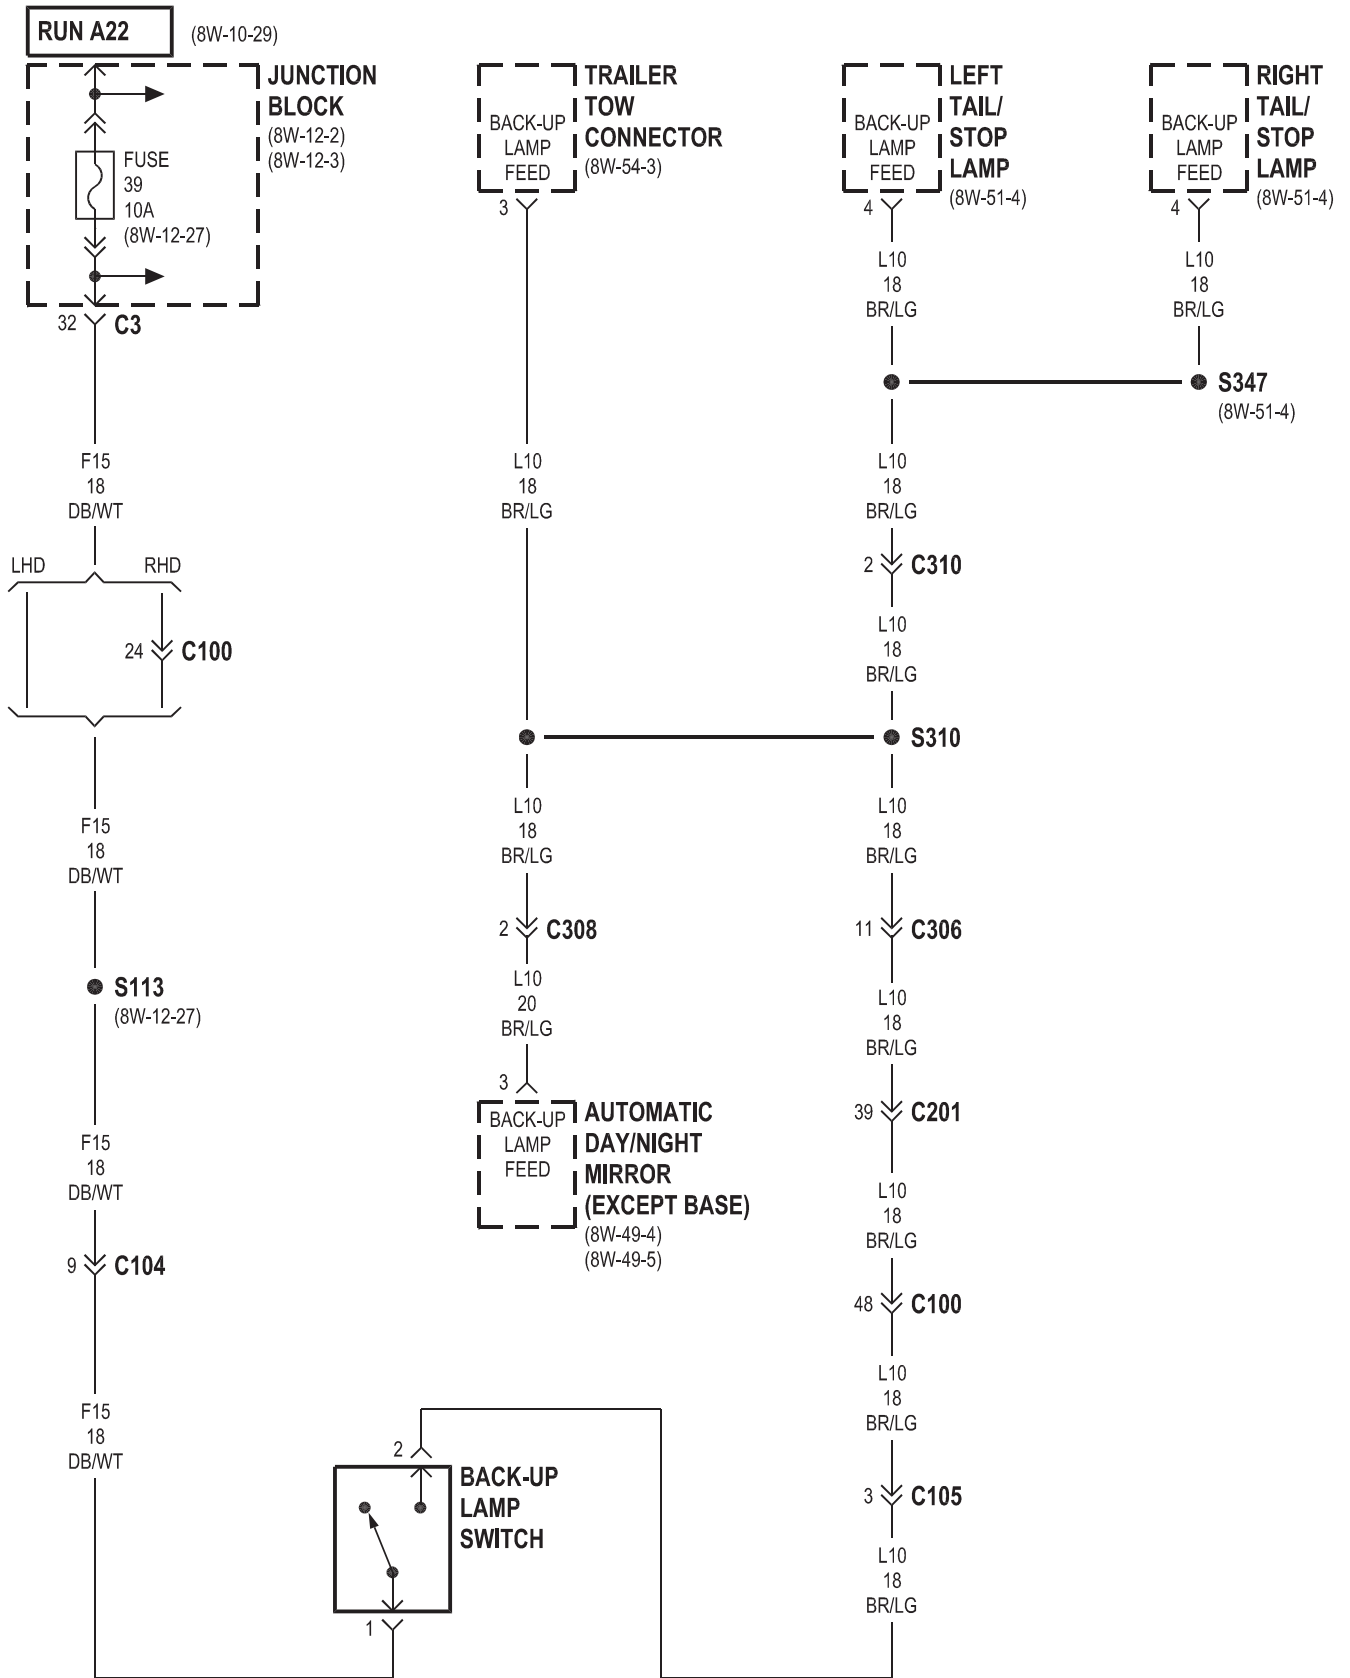 RUN A22
(8W-10-29)
JUNCTION
BLOCK
(8W-12-2)
(8W-12-3)
FUSE
39
10A
(8W-12-27)
32
C3
F15
18
DB/WT
LHD
RHD
24
C100
F15
18
DB/WT
S113
(8W-12-27)
F15
18
DB/WT
9
C104
F15
18
DB/WT
BACK-UP
LAMP
FEED
TRAILER
TOW
CONNECTOR
(8W-54-3)
3
L10
18
BR/LG
L10
18
BR/LG
2
C308
L10
20
BR/LG
3
BACK-UP
LAMP
FEED
AUTOMATIC
DAY/NIGHT
MIRROR
(EXCEPT BASE)
(8W-49-4)
(8W-49-5)
2
BACK-UP
LAMP
SWITCH
1
BACK-UP
LAMP
FEED
LEFT
TAIL/
STOP
LAMP
(8W-51-4)
4
L10
18
BR/LG
BACK-UP
LAMP
FEED
RIGHT
TAIL/
STOP
LAMP
(8W-51-4)
4
L10
18
BR/LG
S347
(8W-51-4)
L10
18
BR/LG
2
C310
L10
18
BR/LG
S310
L10
18
BR/LG
11
C306
L10
18
BR/LG
39
C201
L10
18
BR/LG
48
C100
L10
18
BR/LG
3
C105
L10
18
BR/LG